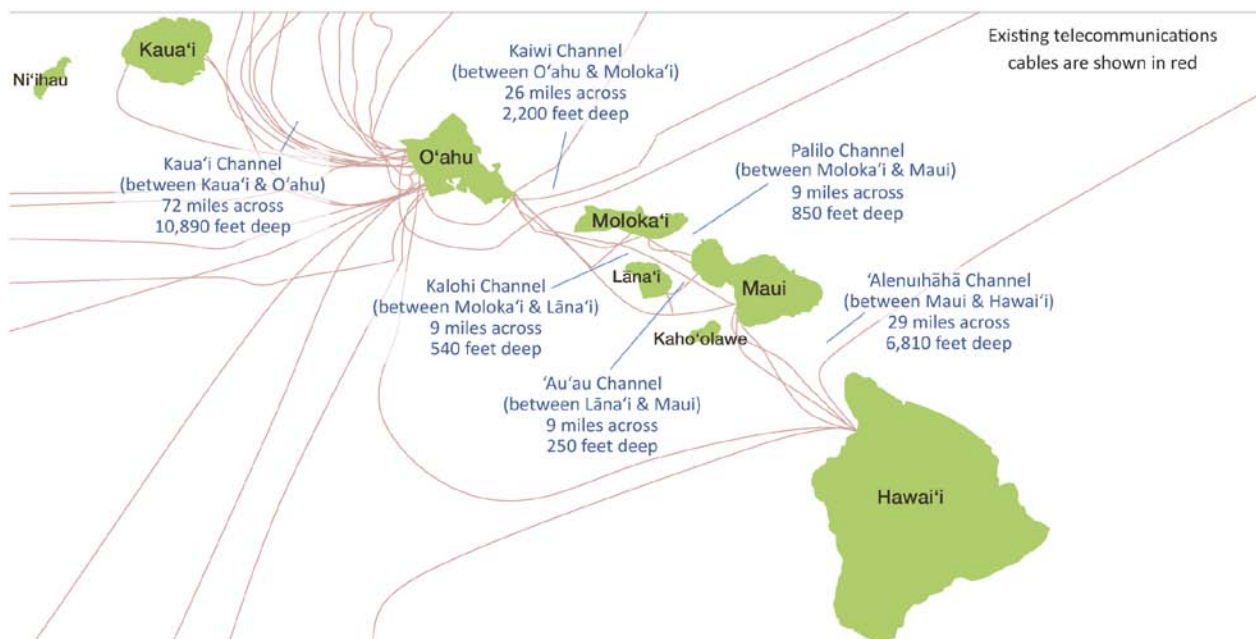 Existing telecommunications
cables are shown in red
Kaua‘i
Ni‘ihau
Kaiwi Channel
(between O‘ahu & Moloka‘i)
26 miles across
2,200 feet deep
Kaua‘i Channel
(between Kaua‘i & O‘ahu)
72 miles across
10,890 feet deep
O‘ahu
Palilo Channel
(between Moloka‘i & Maui)
9 miles across
850 feet deep
Moloka‘i
Lāna‘i
Maui
Kalohi Channel
(between Moloka‘i & Lāna‘i)
9 miles across
540 feet deep
Kaho‘olawe
‘Alenuıhāhā Channel
(between Maui & Hawai‘i)
29 miles across
6,810 feet deep
‘Au‘au Channel
(between Lāna‘i & Maui)
9 miles across
250 feet deep
Hawai‘i